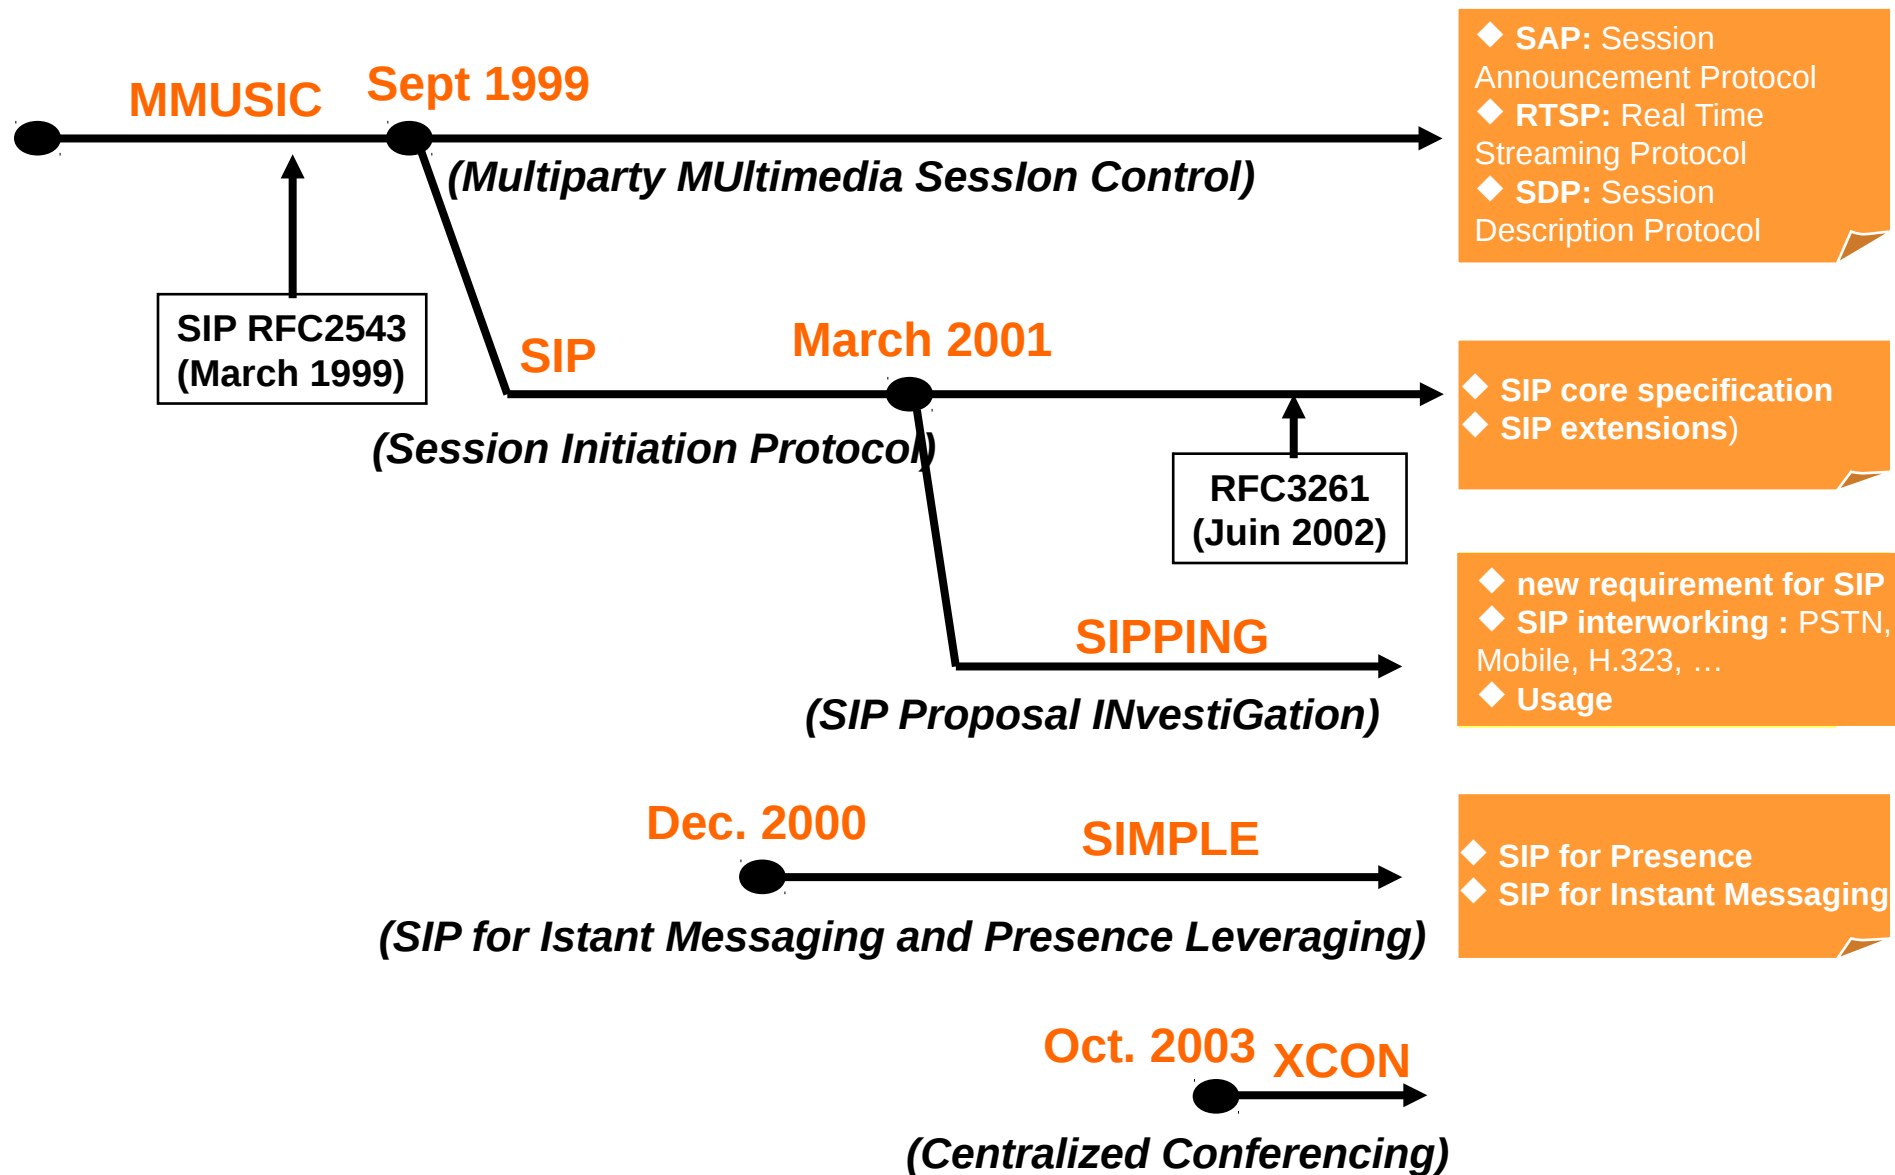 MMUSIC
Sept 1999
(Multiparty MUltimedia SessIon Control)
◆ SAP: Session
Announcement Protocol
◆ RTSP: Real Time
Streaming Protocol
◆ SDP: Session
Description Protocol
SIP RFC2543
(March 1999)
SIP
March 2001
(Session Initiation Protocol)
RFC3261
(Juin 2002)
◆ SIP core specification
◆ SIP extensions)
SIPPING
(SIP Proposal INvestiGation)
◆ new requirement for SIP
◆ SIP interworking : PSTN,
Mobile, H.323, …
◆ Usage
Dec. 2000
SIMPLE
(SIP for Istant Messaging and Presence Leveraging)
◆ SIP for Presence
◆ SIP for Instant Messaging
Oct. 2003
XCON
(Centralized Conferencing)